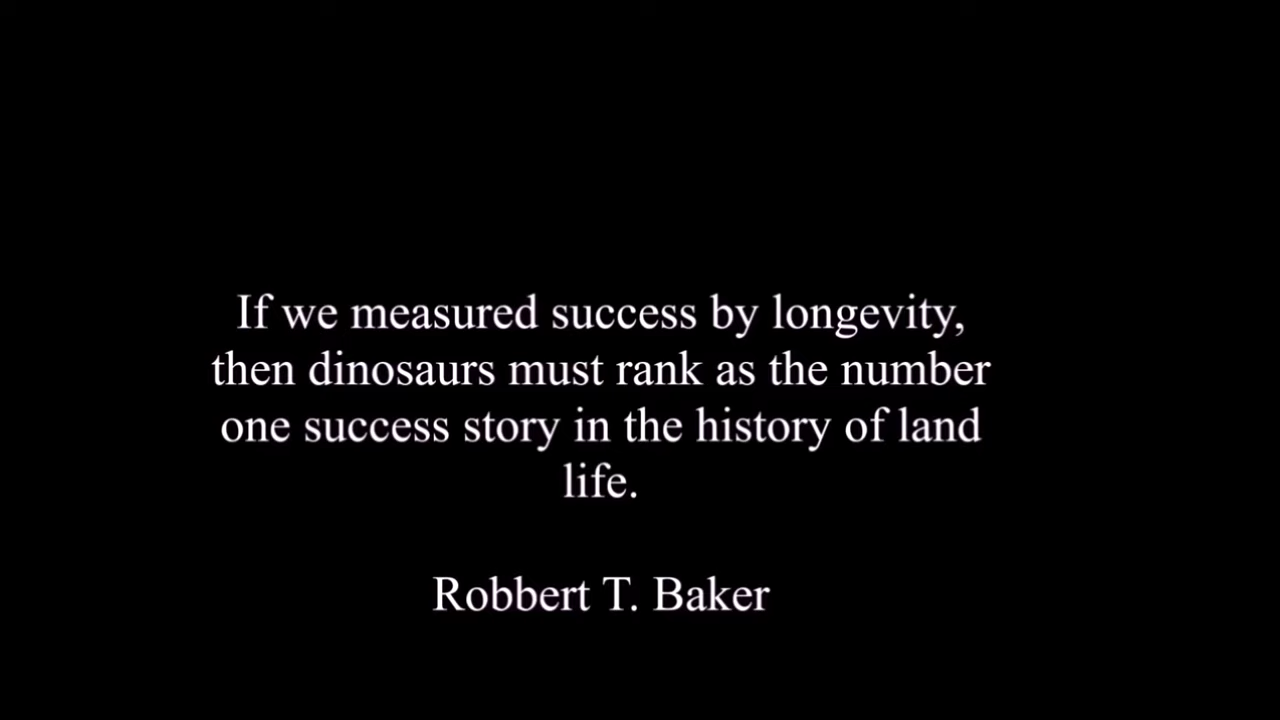 If we measured success by longevity,
then dinosaurs must rank as the number
one success story in the history of land
life.
Robbert T. Baker